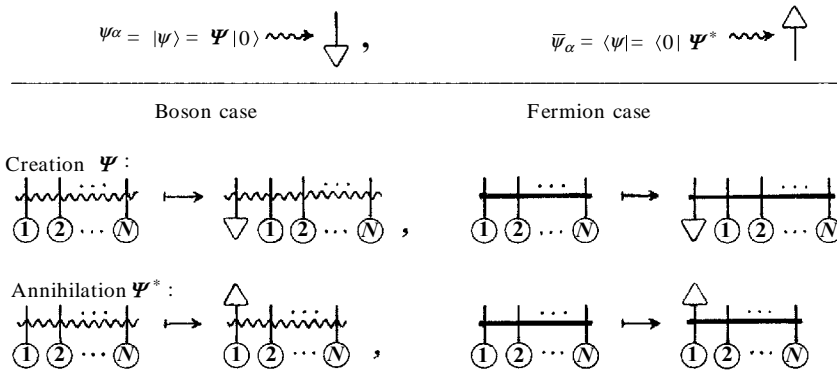 ψα = |ψ⟩ = Ψ|0⟩ , ψ̅α = ⟨ψ| = ⟨0| Ψ*
Boson case Fermion case
Creation Ψ :
... ... ... ...
1 2 ... N 1 2 ... N , 1 2 ... N 1 2 ... N
Annihilation Ψ* :
... ... ... ...
1 2 ... N 1 2 ... N , 1 2 ... N 1 2 ... N